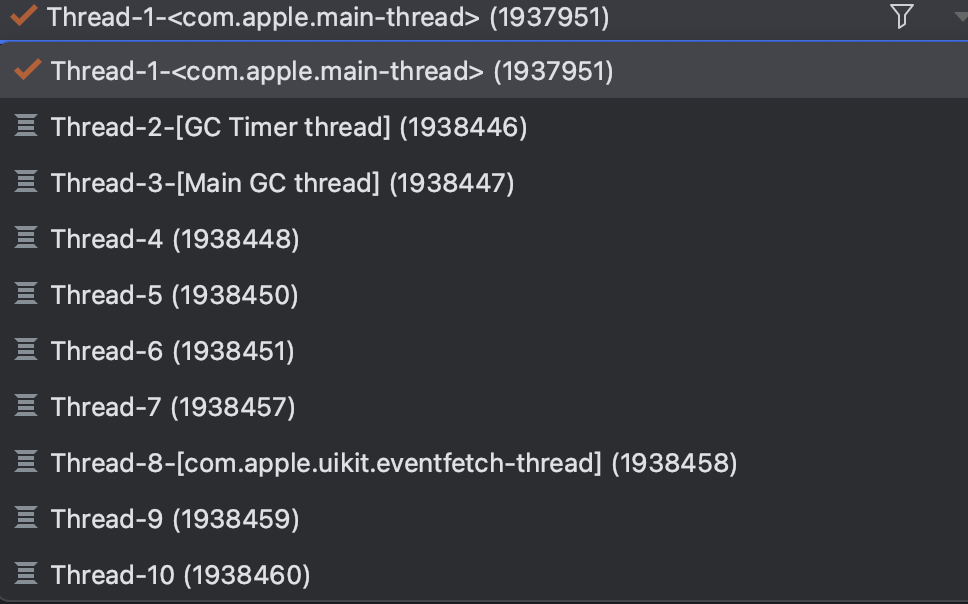 Thread-1-<com.apple.main-thread> (1937951)
Thread-1-<com.apple.main-thread> (1937951)
Thread-2-[GC Timer thread] (1938446)
Thread-3-[Main GC thread] (1938447)
Thread-4 (1938448)
Thread-5 (1938450)
Thread-6 (1938451)
Thread-7 (1938457)
Thread-8-[com.apple.uikit.eventfetch-thread] (1938458)
Thread-9 (1938459)
Thread-10 (1938460)